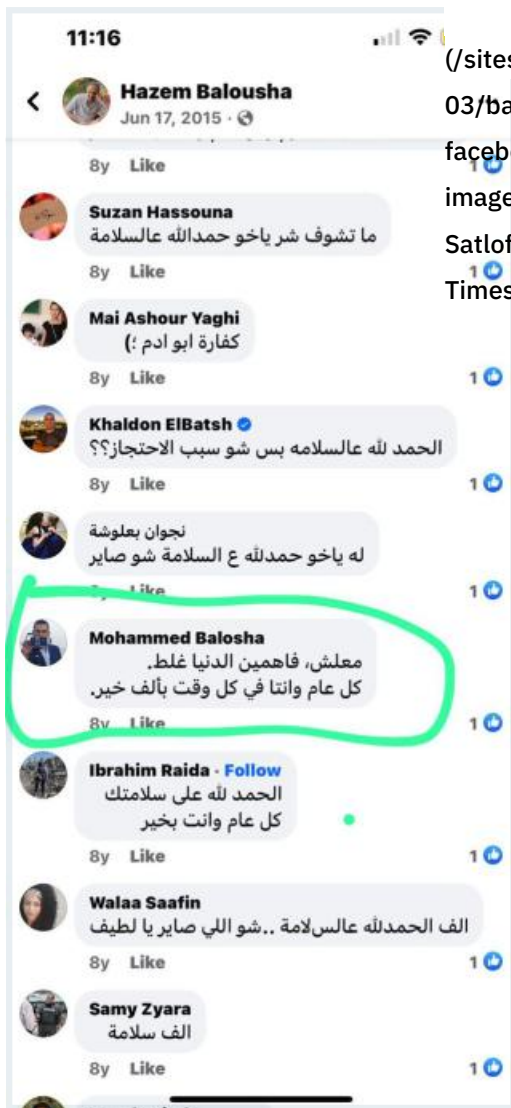 11:16
(/sites
Hazem Balousha
03/ba
Jun 17, 2015
faceb
8y Like 1
image
Suzan Hassouna
ما تشوف شر ياخو حمدالله عالسلامة
Satlof
8y Like 1
Times
Mai Ashour Yaghi
كفارة ابو ادم ؛)
8y Like 1
Khaldon ElBatsh
الحمد لله عالسلامه بس شو سبب الاحتجاز؟؟
8y Like 1
نجوان بعلوشة
له ياخو حمدلله ع السلامة شو صاير
Like 1
Mohammed Balosha
معلش، فاهمين الدنيا غلط.
كل عام وانتا في كل وقت بألف خير.
8y Like 1
Ibrahim Raida · Follow
الحمد لله على سلامتك
كل عام وانت بخير
8y Like 1
Walaa Saafin
الف الحمدلله عالسلامة ..شو اللي صاير يا لطيف
8y Like 1
Samy Zyara
الف سلامة
8y Like 1